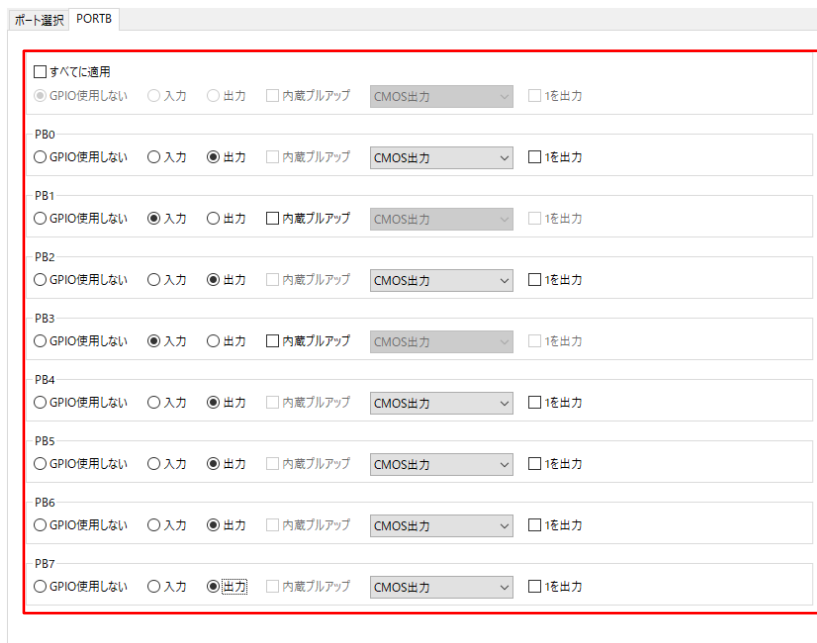 ポート選択 PORTB
すべてに適用
GPIO使用しない 入力 出力 内蔵プルアップ CMOS出力 1を出力
PB0
GPIO使用しない 入力 出力 内蔵プルアップ CMOS出力 1を出力
PB1
GPIO使用しない 入力 出力 内蔵プルアップ CMOS出力 1を出力
PB2
GPIO使用しない 入力 出力 内蔵プルアップ CMOS出力 1を出力
PB3
GPIO使用しない 入力 出力 内蔵プルアップ CMOS出力 1を出力
PB4
GPIO使用しない 入力 出力 内蔵プルアップ CMOS出力 1を出力
PB5
GPIO使用しない 入力 出力 内蔵プルアップ CMOS出力 1を出力
PB6
GPIO使用しない 入力 出力 内蔵プルアップ CMOS出力 1を出力
PB7
GPIO使用しない 入力 出力 内蔵プルアップ CMOS出力 1を出力